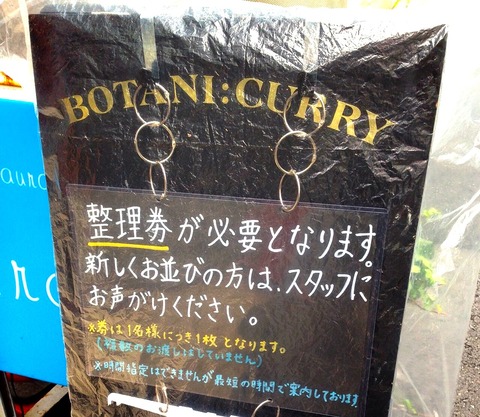 BOTANI:CURRY
aura
整理券が必要となります。
新しくお並びの方は、スタッフに
お声がけください。
※券は1名様につき1枚となります。
(複数のお渡しはしていません)
※時間指定はできませんが最短の時間でご案内しております